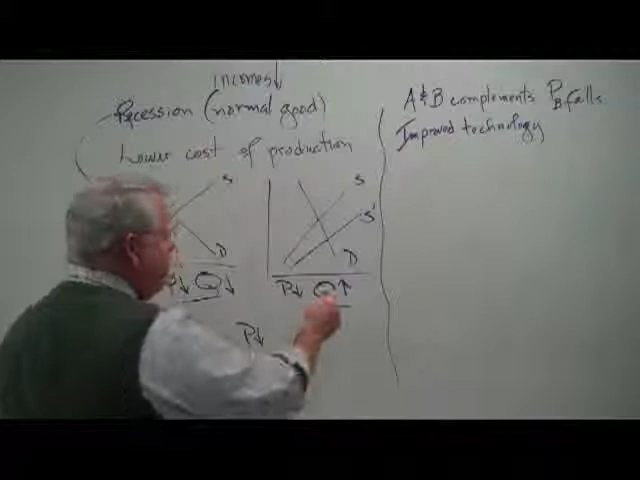 incomes↓
Recession (normal good)
Lower cost of production
S
D
P↓ Q↓
S
S'
D
P↓ Q↑
P↓
A & B complements P_B falls
Improved technology